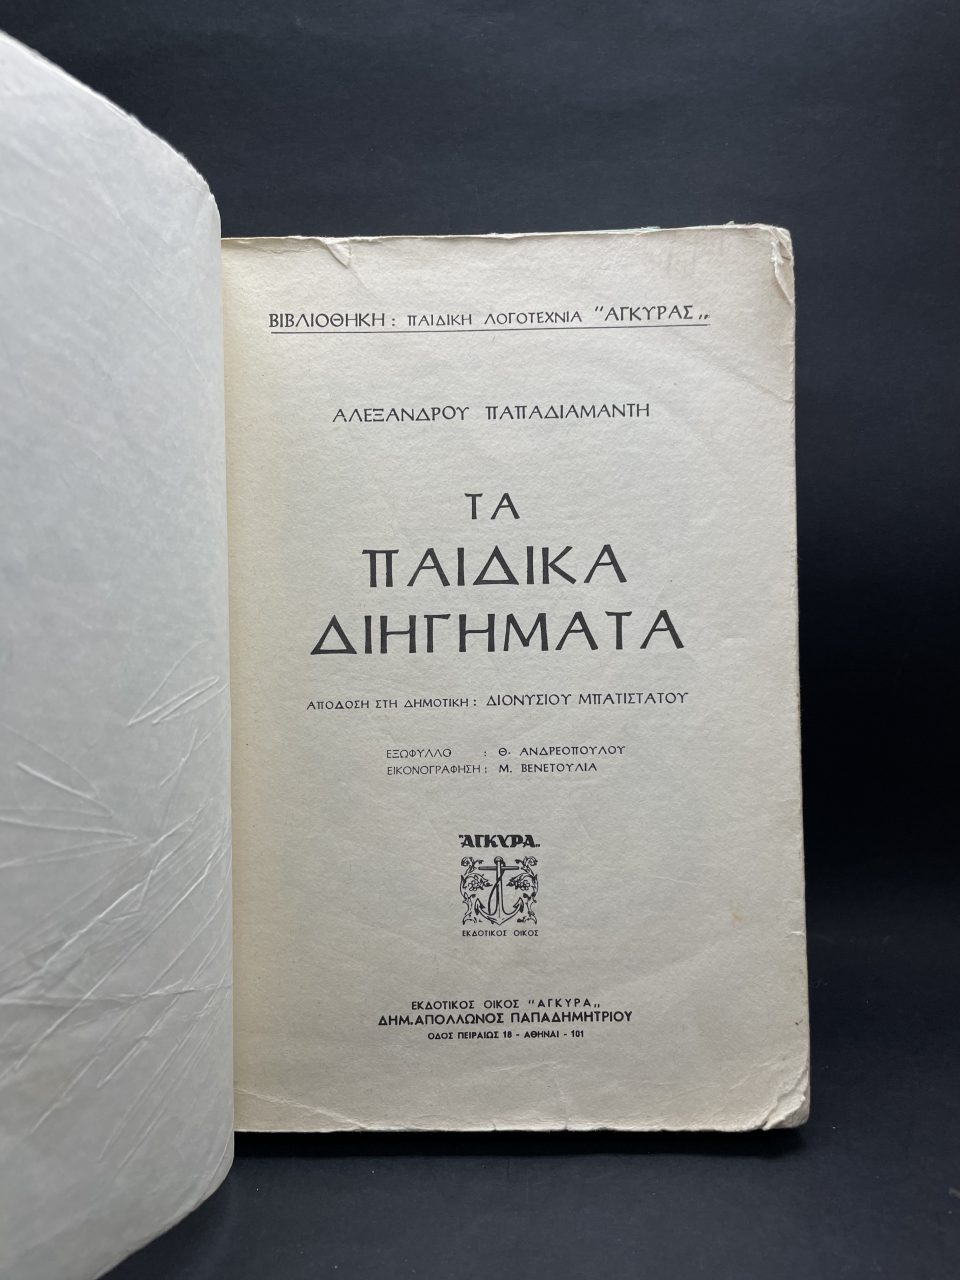 ΒΙΒΛΙΟΘΗΚΗ : ΠΑΙΔΙΚΗ ΛΟΓΟΤΕΧΝΙΑ "ΑΓΚΥΡΑΣ„
ΑΛΕΞΑΝΔΡΟΥ ΠΑΠΑΔΙΑΜΑΝΤΗ
ΤΑ
ΠΑΙΔΙΚΑ
ΔΙΗΓΗΜΑΤΑ
ΑΠΟΔΟΣΗ ΣΤΗ ΔΗΜΟΤΙΚΗ : ΔΙΟΝΥΣΙΟΥ ΜΠΑΤΙΣΤΑΤΟΥ
ΕΞΩΦΥΛΛΟ : Θ. ΑΝΔΡΕΟΠΟΥΛΟΥ
ΕΙΚΟΝΟΓΡΑΦΗΣΗ : Μ. ΒΕΝΕΤΟΥΛΙΑ
"ΑΓΚΥΡΑ„
ΕΚΔΟΤΙΚΟΣ ΟΙΚΟΣ
ΕΚΔΟΤΙΚΟΣ ΟΙΚΟΣ "ΑΓΚΥΡΑ„
ΔΗΜ. ΑΠΟΛΛΩΝΟΣ ΠΑΠΑΔΗΜΗΤΡΙΟΥ
ΟΔΟΣ ΠΕΙΡΑΙΩΣ 18 - ΑΘΗΝΑΙ - 101